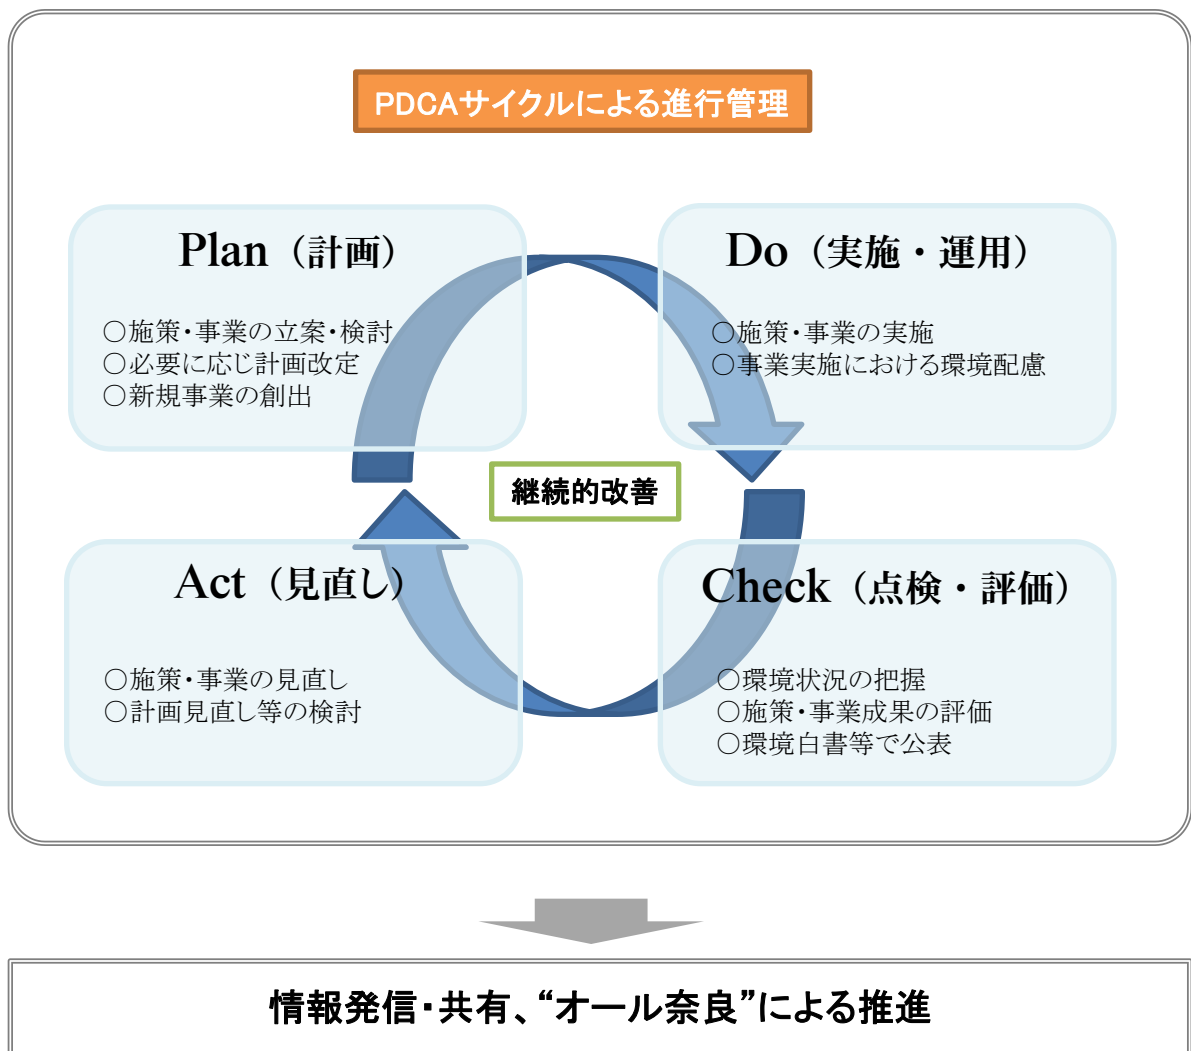 PDCAサイクルによる進行管理
Plan（計画）
○施策・事業の立案・検討
○必要に応じ計画改定
○新規事業の創出
Do（実施・運用）
○施策・事業の実施
○事業実施における環境配慮
継続的改善
Act（見直し）
○施策・事業の見直し
○計画見直し等の検討
Check（点検・評価）
○環境状況の把握
○施策・事業成果の評価
○環境白書等で公表
情報発信・共有、“オール奈良”による推進